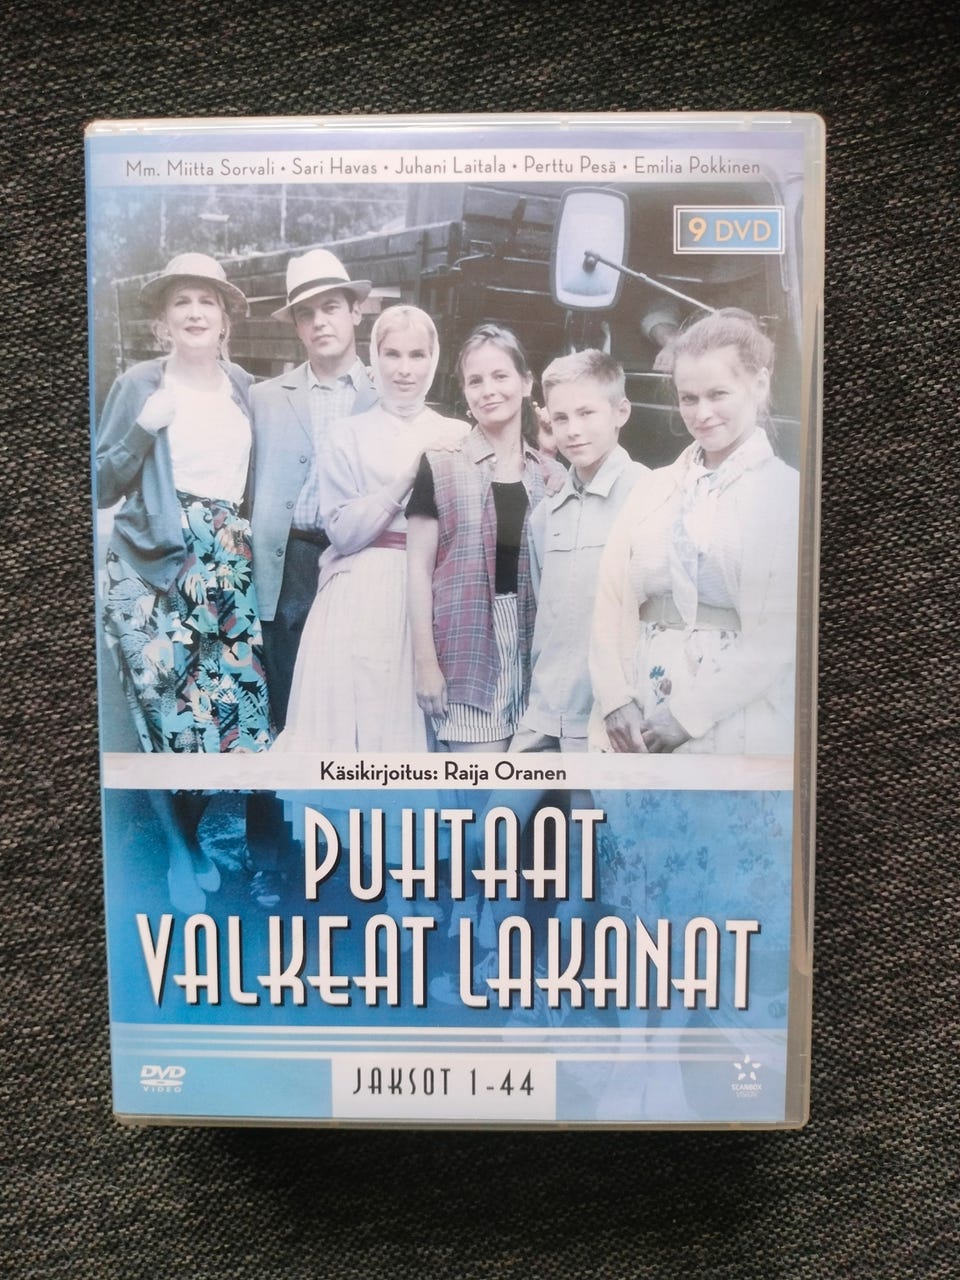 Mm. Miitta Sorvali • Sari Havas • Juhani Laitala • Perttu Pesä • Emilia Pokkinen
9 DVD
Käsikirjoitus: Raija Oranen
PUHTAAT
VALKEAT LAKANAT
JAKSOT 1-44
DVD
VIDEO
SCANBOX
VISION